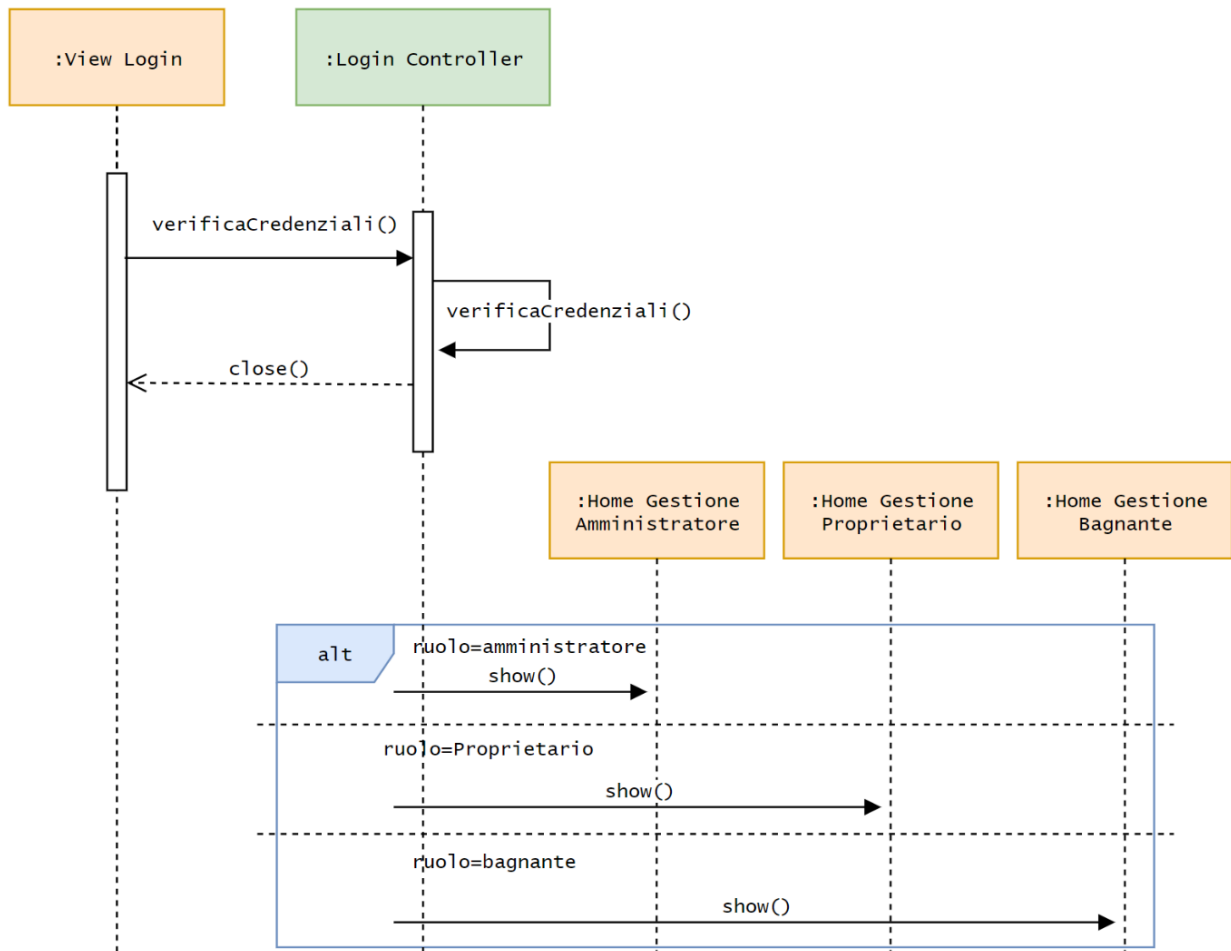 :View Login
:Login Controller
verificaCredenziali()
verificaCredenziali()
close()
:Home Gestione
Amministratore
:Home Gestione
Proprietario
:Home Gestione
Bagnante
alt
ruolo=amministratore
show()
ruolo=Proprietario
show()
ruolo=bagnante
show()